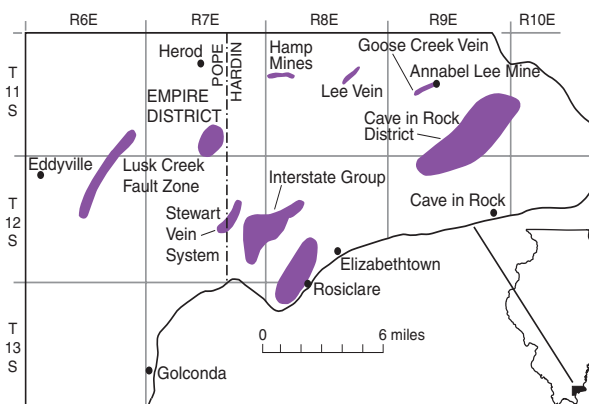 R6E
R7E
R8E
R9E
R10E
T
11
S
Herod
POPE
HARDIN
Hamp
Mines
Lee Vein
Goose Creek Vein
Annabel Lee Mine
EMPIRE
DISTRICT
Cave in Rock
District
Eddyville
Lusk Creek
Fault Zone
Interstate Group
T
12
S
Stewart
Vein
System
Cave in Rock
Elizabethtown
Rosiclare
T
13
S
0
6 miles
Golconda